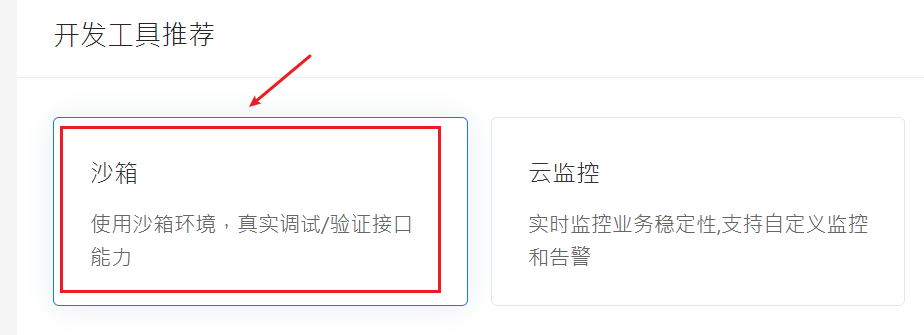 开发工具推荐
沙箱
使用沙箱环境，真实调试/验证接口
能力
云监控
实时监控业务稳定性,支持自定义监控
和告警